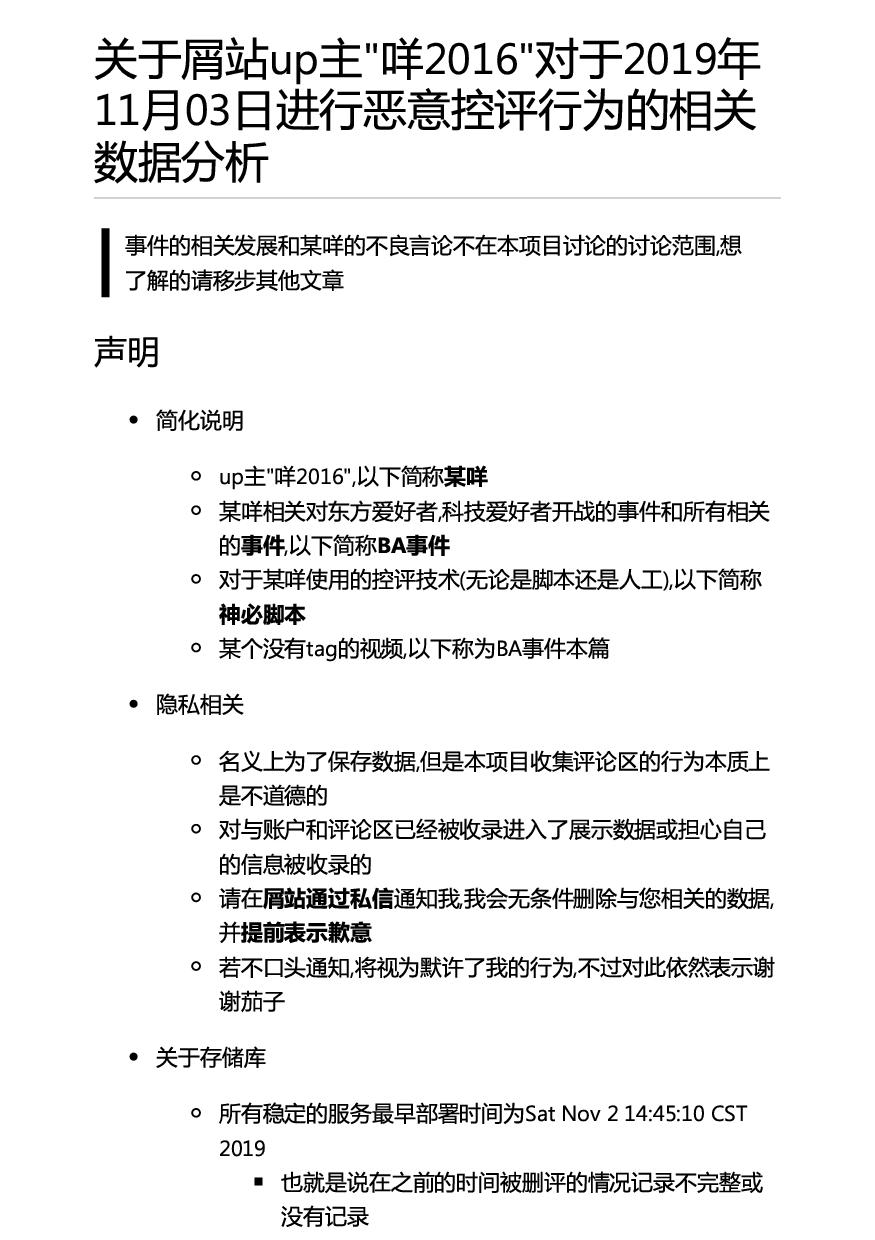 关于屑站up主"咩2016"对于2019年
11月03日进行恶意控评行为的相关
数据分析
事件的相关发展和某咩的不良言论不在本项目讨论的讨论范围,想
了解的请移步其他文章
声明
• 简化说明
◦ up主"咩2016",以下简称某咩
◦ 某咩相关对东方爱好者,科技爱好者开战的事件和所有相关
的事件,以下简称BA事件
◦ 对于某咩使用的控评技术(无论是脚本还是人工),以下简称
神必脚本
◦ 某个没有tag的视频,以下称为BA事件本篇
• 隐私相关
◦ 名义上为了保存数据,但是本项目收集评论区的行为本质上
是不道德的
◦ 对与账户和评论区已经被收录进入了展示数据或担心自己
的信息被收录的
◦ 请在屑站通过私信通知我,我会无条件删除与您相关的数据,
并提前表示歉意
◦ 若不口头通知,将视为默许了我的行为,不过对此依然表示谢
谢茄子
• 关于存储库
◦ 所有稳定的服务最早部署时间为Sat Nov 2 14:45:10 CST
2019
▪ 也就是说在之前的时间被删评的情况记录不完整或
没有记录